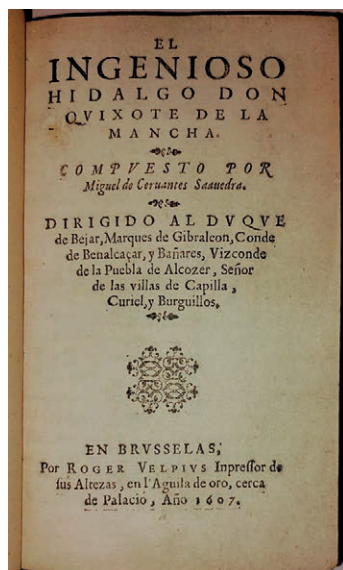 EL
INGENIOSO
HIDALGO DON
QVIXOTE DE LA
MANCHA.
COMPVESTO POR
Miguel de Ceruantes Saauedra.
DIRIGIDO AL DVQVE
de Bejar, Marques de Gibraleon, Conde
de Benalcaçar, y Bañares, Vizconde
de la Puebla de Alcozer, Señor
de las villas de Capilla,
Curiel, y Burguillos.
EN BRVSSELAS,
Por ROGER VELPIVS Inpreſſor de
ſus Altezas, en l'Aguila de oro, cerca
de Palacio, Año 1607.